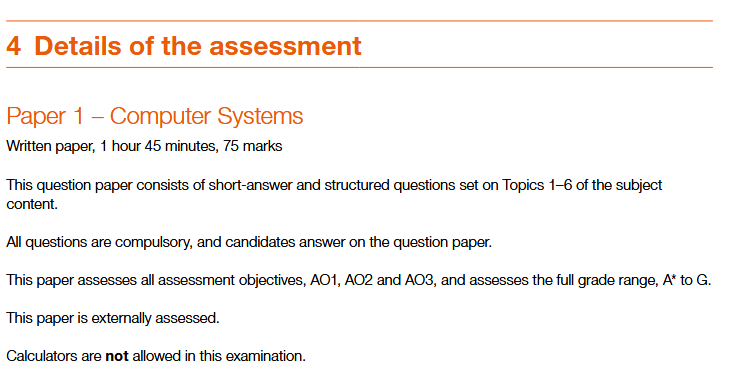 4 Details of the assessment
Paper 1 – Computer Systems
Written paper, 1 hour 45 minutes, 75 marks
This question paper consists of short-answer and structured questions set on Topics 1–6 of the subject
content.
All questions are compulsory, and candidates answer on the question paper.
This paper assesses all assessment objectives, AO1, AO2 and AO3, and assesses the full grade range, A* to G.
This paper is externally assessed.
Calculators are not allowed in this examination.